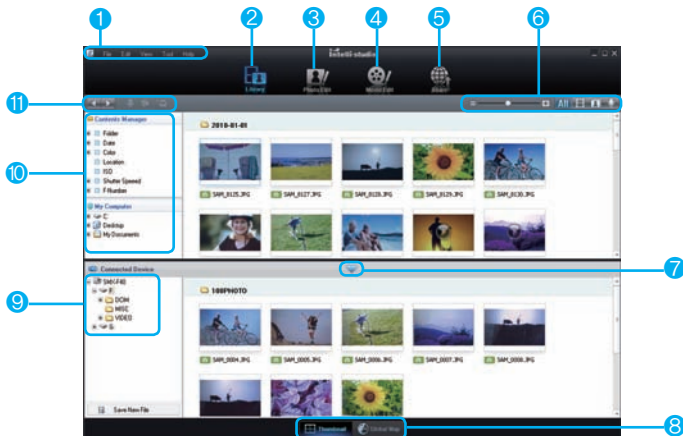 1
2
3
4
5
6
File Edit View Tool Help
Intelli-studio
Library
Photo Edit
Movie Edit
Share
11
All
Contents Manager
2010-01-01
Folder
Date
Color
Location
ISO
Shutter Speed
F Number
10
SAM_0125.JPG
SAM_0127.JPG
SAM_0128.JPG
SAM_0129.JPG
SAM_0130.JPG
My Computer
C
Desktop
My Documents
Connected Device
7
9
F
DCIM
MISC
VIDEO
G
100PHOTO
SAM_0004.JPG
SAM_0005.JPG
SAM_0006.JPG
SAM_0007.JPG
SAM_0008.JPG
Save New File
Thumbnail
Global Map
8